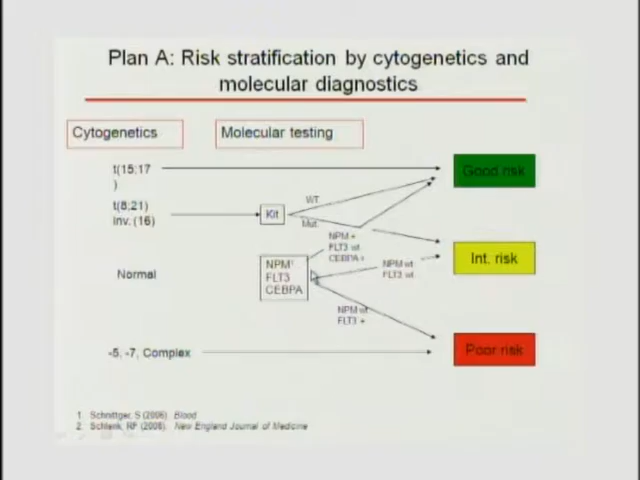 Plan A: Risk stratification by cytogenetics and
molecular diagnostics
Cytogenetics
Molecular testing
t(15;17
)
Good risk
t(8;21)
Inv. (16)
Kit
WT
Mut.
NPM +
FLT3 wt
CEBPA +
Int. risk
Normal
NPM¹
FLT3
CEBPA
NPM wt
FLT3 wt
NPM wt
FLT3 +
-5, -7, Complex
Poor risk
1. Schnittger, S (2006) Blood
2. Schlenk, RF (2008). New England Journal of Medicine